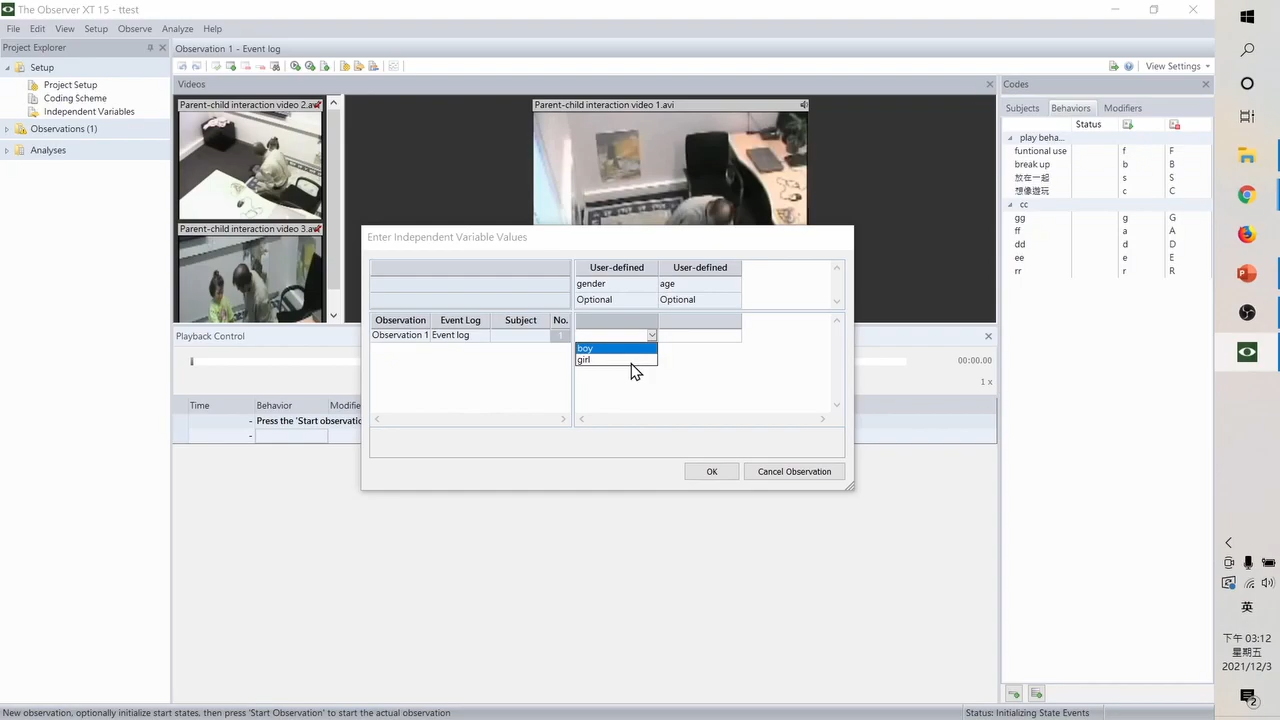 The Observer XT 15 - ttest
File Edit View Setup Observe Analyze Help
Project Explorer
Setup
Project Setup
Coding Scheme
Independent Variables
Observations (1)
Analyses
Observation 1 - Event log
View Settings
Videos
Parent-child interaction video 2.avi
Parent-child interaction video 3.avi
Parent-child interaction video 1.avi
Playback Control
00:00.00
1 x
Time Behavior Modifie
- Press the 'Start observatio
-
Enter Independent Variable Values
User-defined User-defined
gender age
Optional Optional
Observation Event Log Subject No.
Observation 1 Event log 1
boy
girl
OK Cancel Observation
Codes
Subjects Behaviors Modifiers
Status
play beha...
funtional use f F
break up b B
放在一起 s S
想像遊玩 c C
cc
gg g G
ff a A
dd d D
ee e E
rr r R
New observation, optionally initialize start states, then press 'Start Observation' to start the actual observation
Status: Initializing State Events
英
下午 03:12
星期五
2021/12/3
2